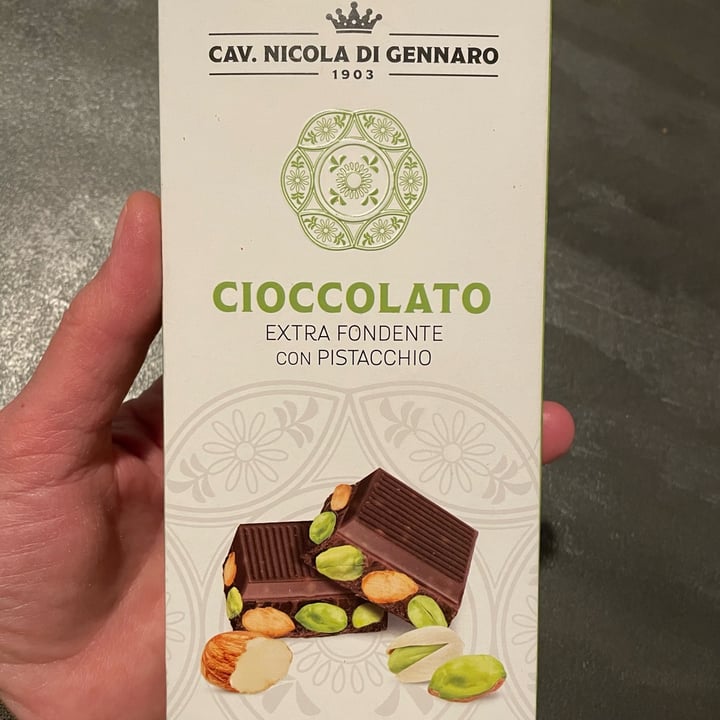 CAV. NICOLA DI GENNARO
1903
CIOCCOLATO
EXTRA FONDENTE
CON PISTACCHIO